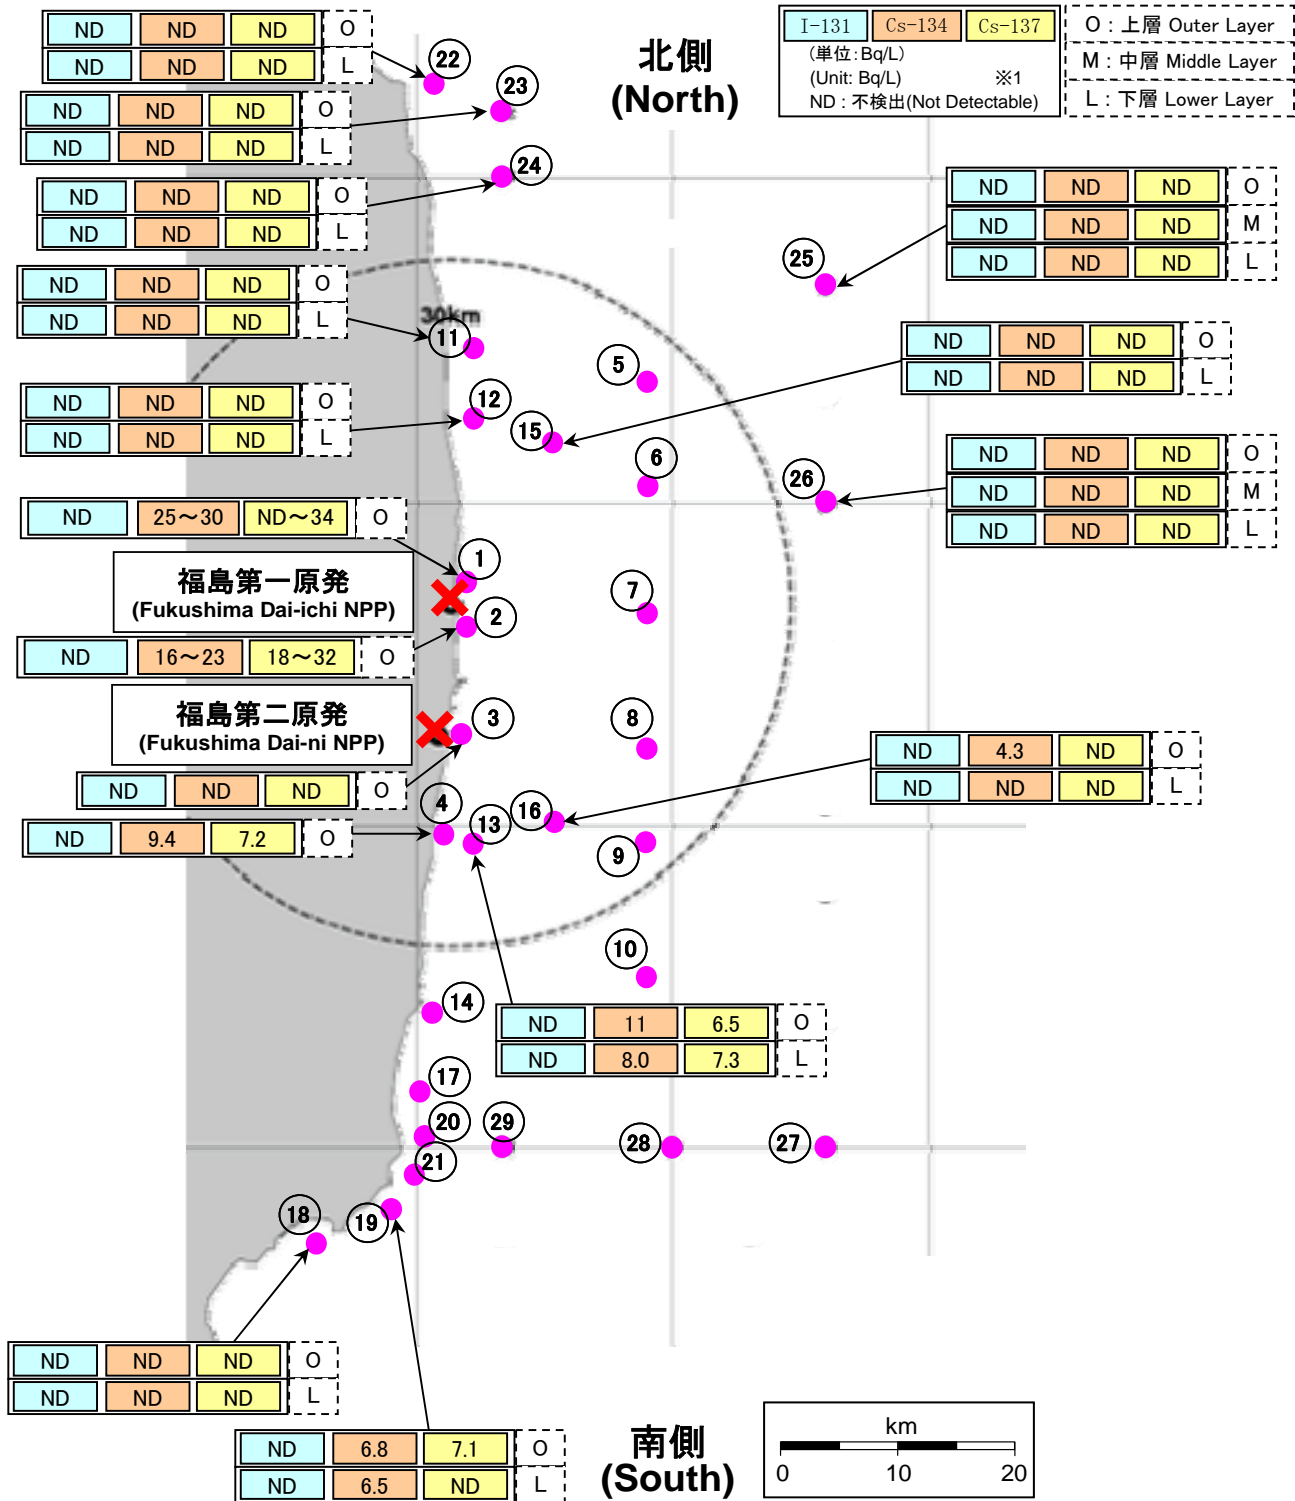 ND ND ND O
ND ND ND L
22
北側
(North)
I-131 Cs-134 Cs-137
(単位:Bq/L)
(Unit: Bq/L) ※1
ND : 不検出(Not Detectable)
O : 上層 Outer Layer
M : 中層 Middle Layer
L : 下層 Lower Layer
ND ND ND O
ND ND ND L
23
ND ND ND O
ND ND ND L
24
ND ND ND O
ND ND ND M
ND ND ND L
25
ND ND ND O
ND ND ND L
30km
11
5
ND ND ND O
ND ND ND L
ND ND ND O
ND ND ND L
12
15
6
26
ND ND ND O
ND ND ND M
ND ND ND L
ND 25～30 ND～34 O
1
福島第一原発
(Fukushima Dai-ichi NPP)
2
7
ND 16～23 18～32 O
福島第二原発
(Fukushima Dai-ni NPP)
3
8
ND 4.3 ND O
ND ND ND L
ND ND ND O
4
16
13
9
ND 9.4 7.2 O
10
14
ND 11 6.5 O
ND 8.0 7.3 L
17
20
29
28
27
21
18
19
ND ND ND O
ND ND ND L
ND 6.8 7.1 O
ND 6.5 ND L
南側
(South)
km
0 10 20